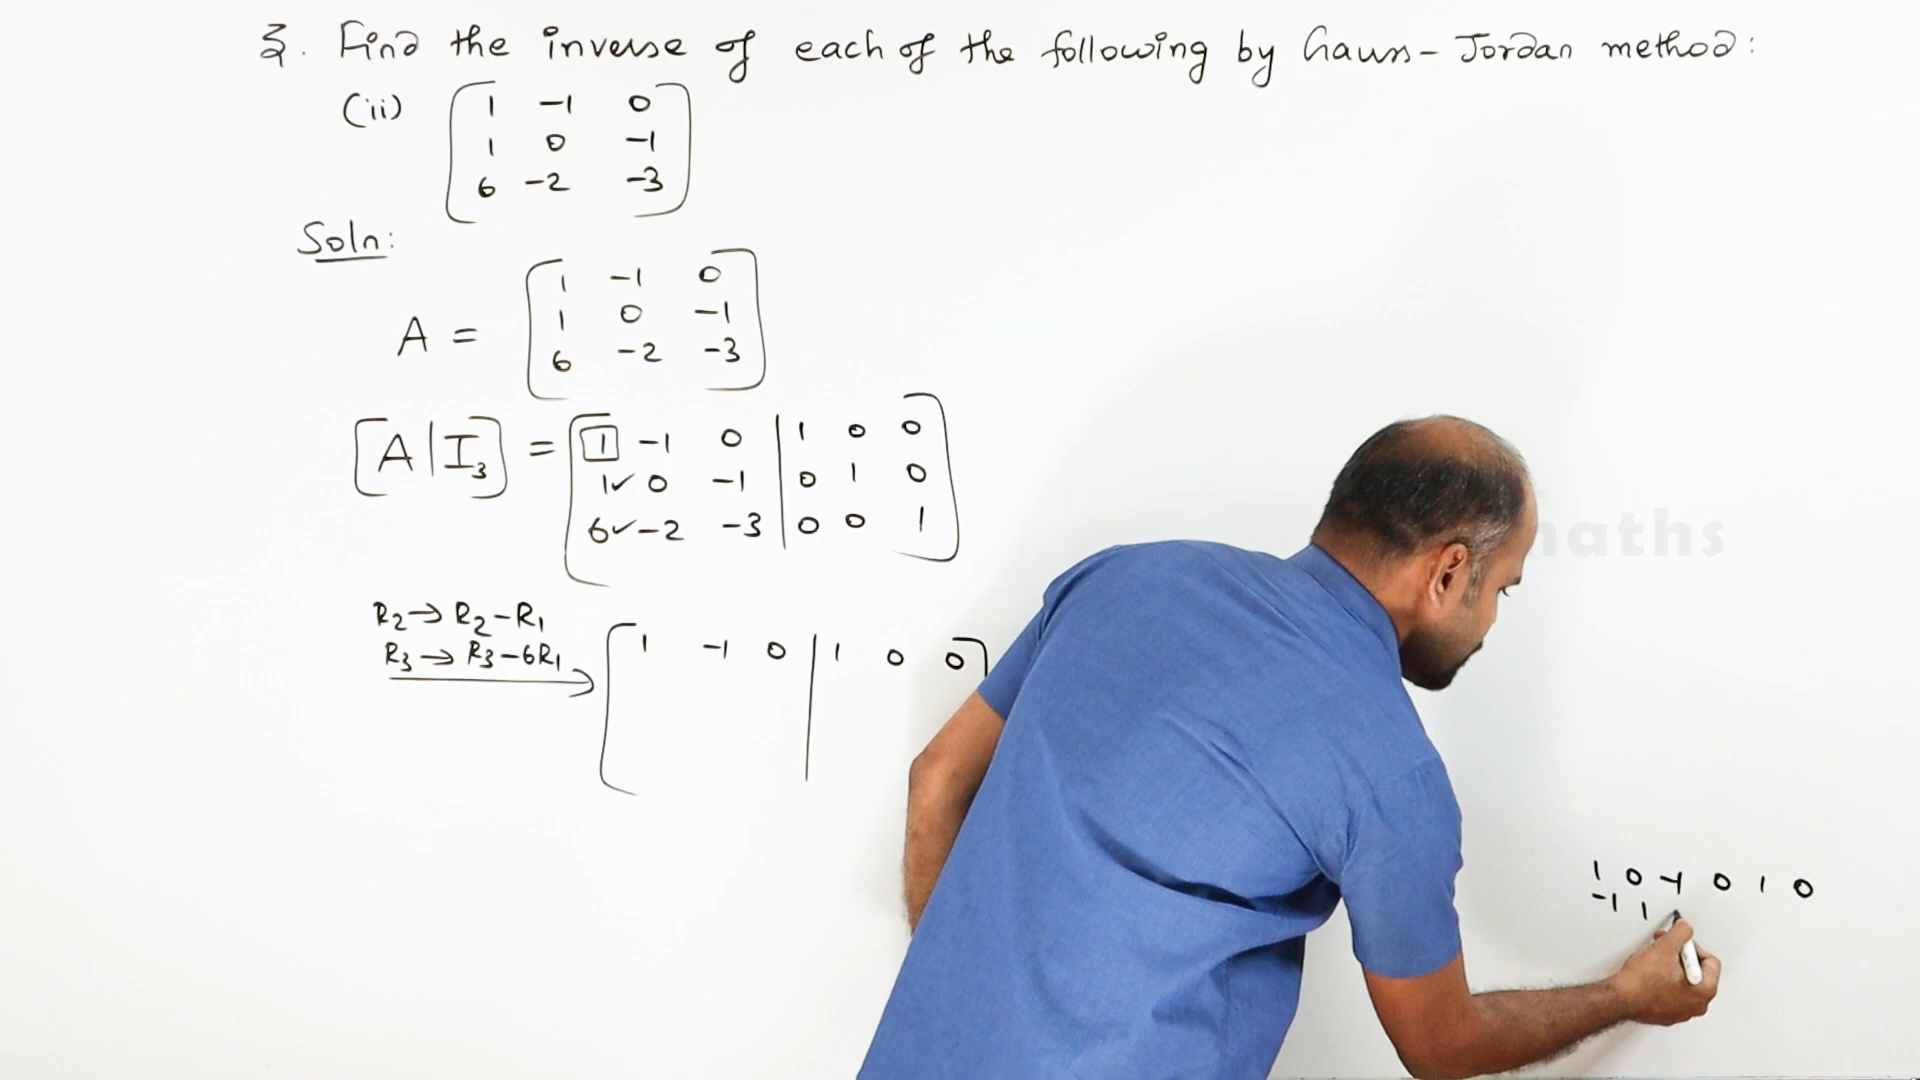 2. Find the inverse of each of the following by Gauss-Jordan method:
(ii) [ 1 -1 0
1 0 -1
6 -2 -3 ]
Soln:
A = [ 1 -1 0
1 0 -1
6 -2 -3 ]
[A|I₃] = [ 1 -1 0 | 1 0 0
1✓ 0 -1 | 0 1 0
6✓ -2 -3 | 0 0 1 ]
R₂→R₂-R₁
R₃→R₃-6R₁ [ 1 -1 0 | 1 0 0 ]
1 0 -1 0 1 0
-1 1
maths